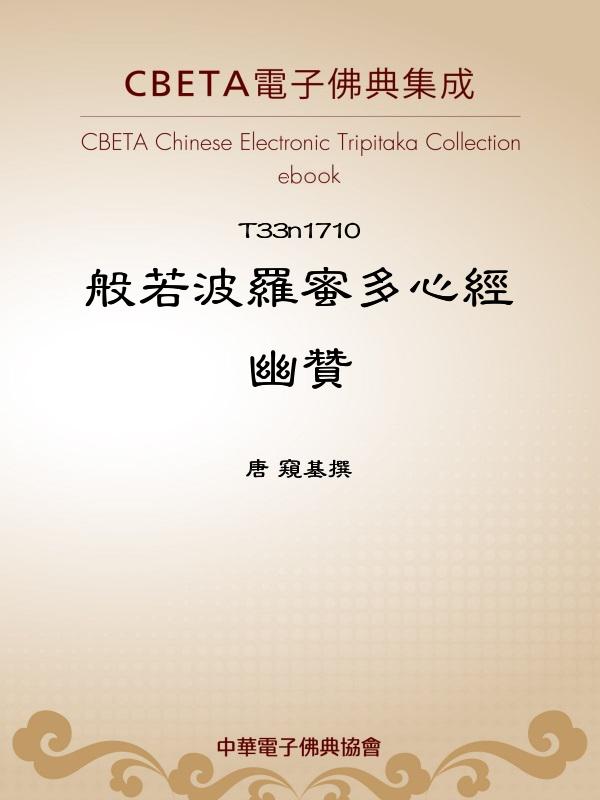 CBETA電子佛典集成
CBETA Chinese Electronic Tripitaka Collection
ebook
T33n1710
般若波羅蜜多心經
幽贊
唐 窺基撰
中華電子佛典協會